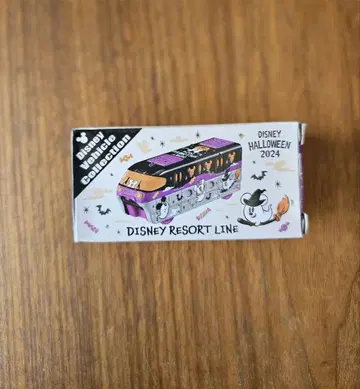 Disney
Vehicle
Collection
DISNEY
HALLOWEEN
2024
DISNEY RESORT LINE